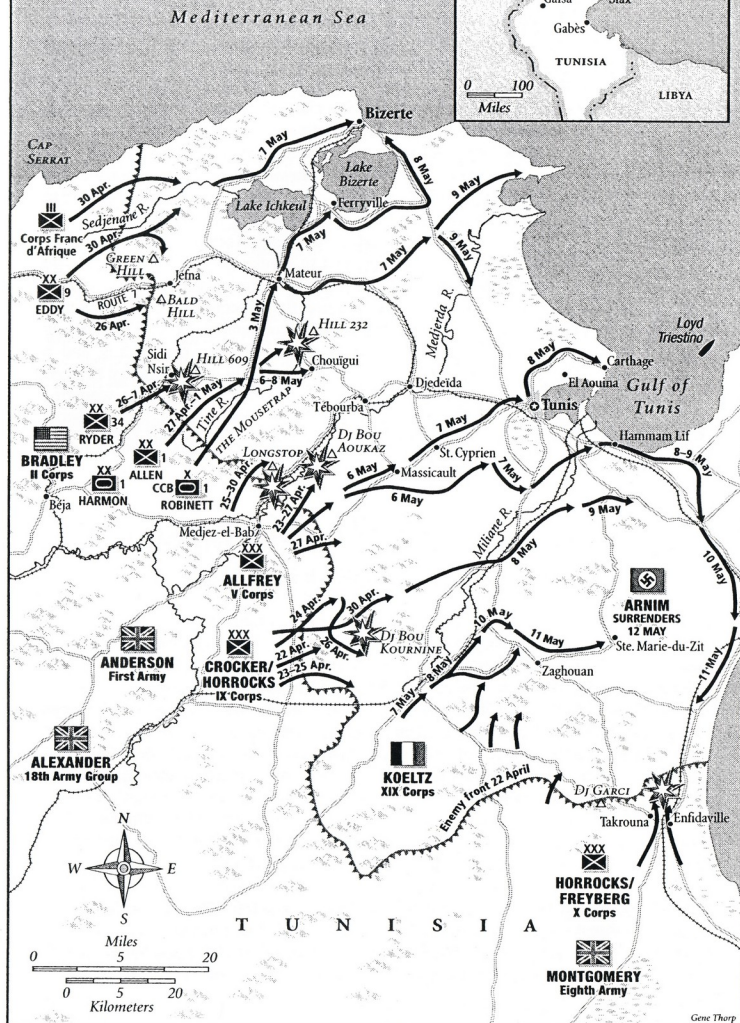 Mediterranean Sea
Sfax
Gabès
TUNISIA
LIBYA
0 100
Miles
CAP
SERRAT
7 May
Bizerte
30 Apr.
Sedjenane R.
III
Corps Franc
d'Afrique
Lake
Bizerte
8 May
Lake Ichkeul
Ferryville
9 May
30 Apr.
GREEN
HILL
7 May
9 May
XX
9
EDDY
ROUTE 7
Jefna
BALD
HILL
26 Apr.
Mateur
7 May
3 May
Medjerda R.
HILL 232
Sidi
Nsir
HILL 609
Chouïgui
6–8 May
Loyd
Triestino
8 May
Carthage
El Aouina
Gulf of
Tunis
26–7 Apr.
27 Apr.–1 May
Tine R.
THE MOUSETRAP
Djedeïda
Tunis
XX
34
RYDER
Tébourba
7 May
Hammam Lif
BRADLEY
II Corps
XX
1
ALLEN
LONGSTOP
DJ BOU
AOUKAZ
St. Cyprien
8–9 May
XX
1
HARMON
X
CCB 1
ROBINETT
Massicault
6 May
6 May
7 May
Béja
25–30 Apr.
23–27 Apr.
Medjez-el-Bab
27 Apr.
Miliane R.
9 May
8 May
10 May
XXX
ALLFREY
V Corps
ARNIM
SURRENDERS
12 MAY
24 Apr.
30 Apr.
DJ BOU
KOURNINE
10 May
11 May
Ste. Marie-du-Zit
ANDERSON
First Army
XXX
CROCKER/
HORROCKS
IX Corps
22 Apr.
26 Apr.
23–25 Apr.
8 May
7 May
Zaghouan
11 May
ALEXANDER
18th Army Group
KOELTZ
XIX Corps
Enemy front 22 April
DJ GARCI
Takrouna
Enfidaville
N
W E
S
XXX
HORROCKS/
FREYBERG
X Corps
TUNISIA
Miles
0 5 20
0 5 20
Kilometers
MONTGOMERY
Eighth Army
Gene Thorp